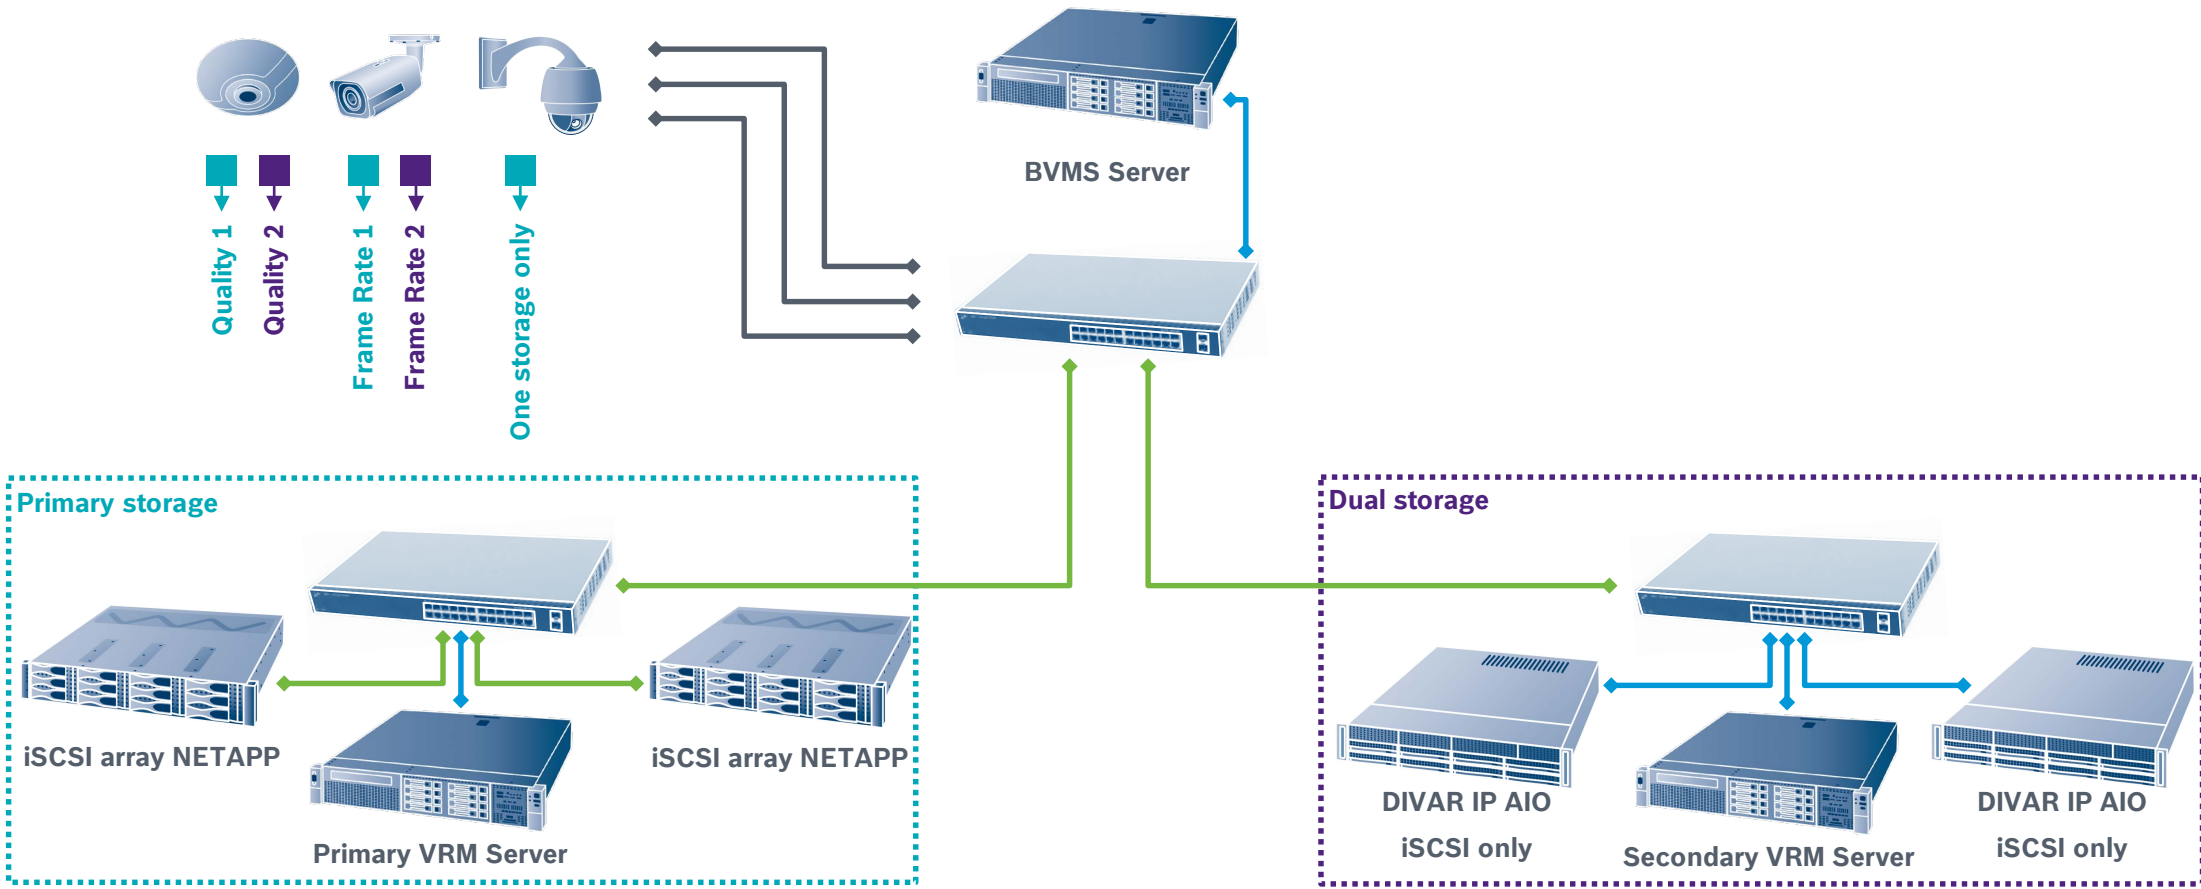 BVMS Server
Quality 1
Quality 2
Frame Rate 1
Frame Rate 2
One storage only
Primary storage
iSCSI array NETAPP
Primary VRM Server
iSCSI array NETAPP
Dual storage
DIVAR IP AIO
iSCSI only
Secondary VRM Server
DIVAR IP AIO
iSCSI only